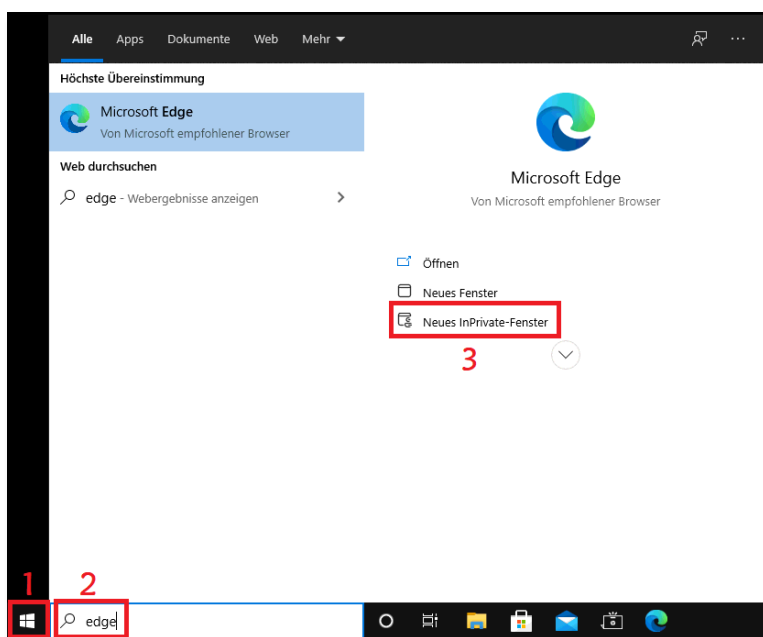 Alle Apps Dokumente Web Mehr
Höchste Übereinstimmung
Microsoft Edge
Von Microsoft empfohlener Browser
Web durchsuchen
edge - Webergebnisse anzeigen
Microsoft Edge
Von Microsoft empfohlener Browser
Öffnen
Neues Fenster
Neues InPrivate-Fenster
3
1
2
edge